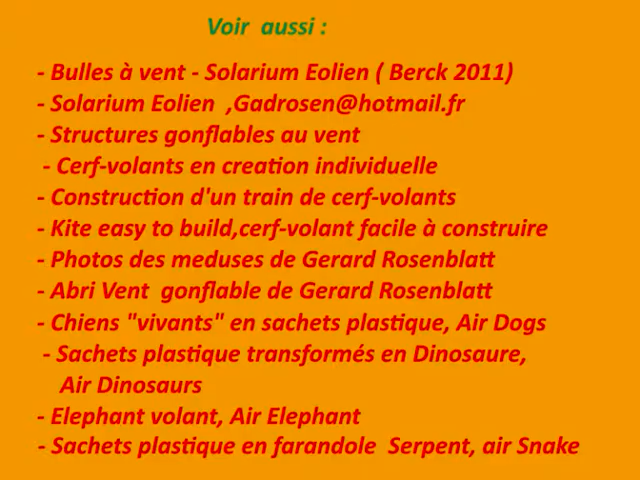 Voir aussi :
- Bulles à vent - Solarium Eolien ( Berck 2011)
- Solarium Eolien ,Gadrosen@hotmail.fr
- Structures gonflables au vent
- Cerf-volants en creation individuelle
- Construction d'un train de cerf-volants
- Kite easy to build,cerf-volant facile à construire
- Photos des meduses de Gerard Rosenblatt
- Abri Vent gonflable de Gerard Rosenblatt
- Chiens "vivants" en sachets plastique, Air Dogs
- Sachets plastique transformés en Dinosaure,
Air Dinosaurs
- Elephant volant, Air Elephant
- Sachets plastique en farandole Serpent, air Snake